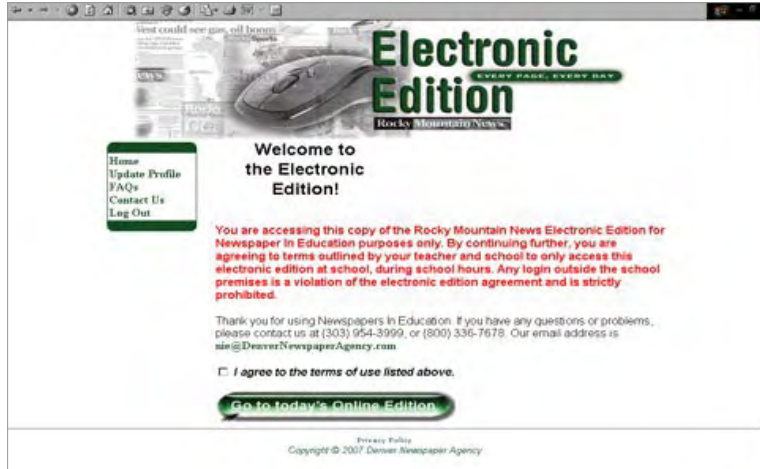 Vest could see gas, oil boom
Sports
news
Rocky
Electronic
EVERY PAGE, EVERY DAY
Edition
Rocky Mountain News
Home
Update Profile
FAQs
Contact Us
Log Out
Welcome to
the Electronic
Edition!
You are accessing this copy of the Rocky Mountain News Electronic Edition for
Newspaper In Education purposes only. By continuing further, you are
agreeing to terms outlined by your teacher and school to only access this
electronic edition at school, during school hours. Any login outside the school
premises is a violation of the electronic edition agreement and is strictly
prohibited.
Thank you for using Newspapers In Education. If you have any questions or problems,
please contact us at (303) 954-3999, or (800) 336-7678. Our email address is
nie@DenverNewspaperAgency.com
I agree to the terms of use listed above.
Go to today's Online Edition
Privacy Policy
Copyright © 2007 Denver Newspaper Agency